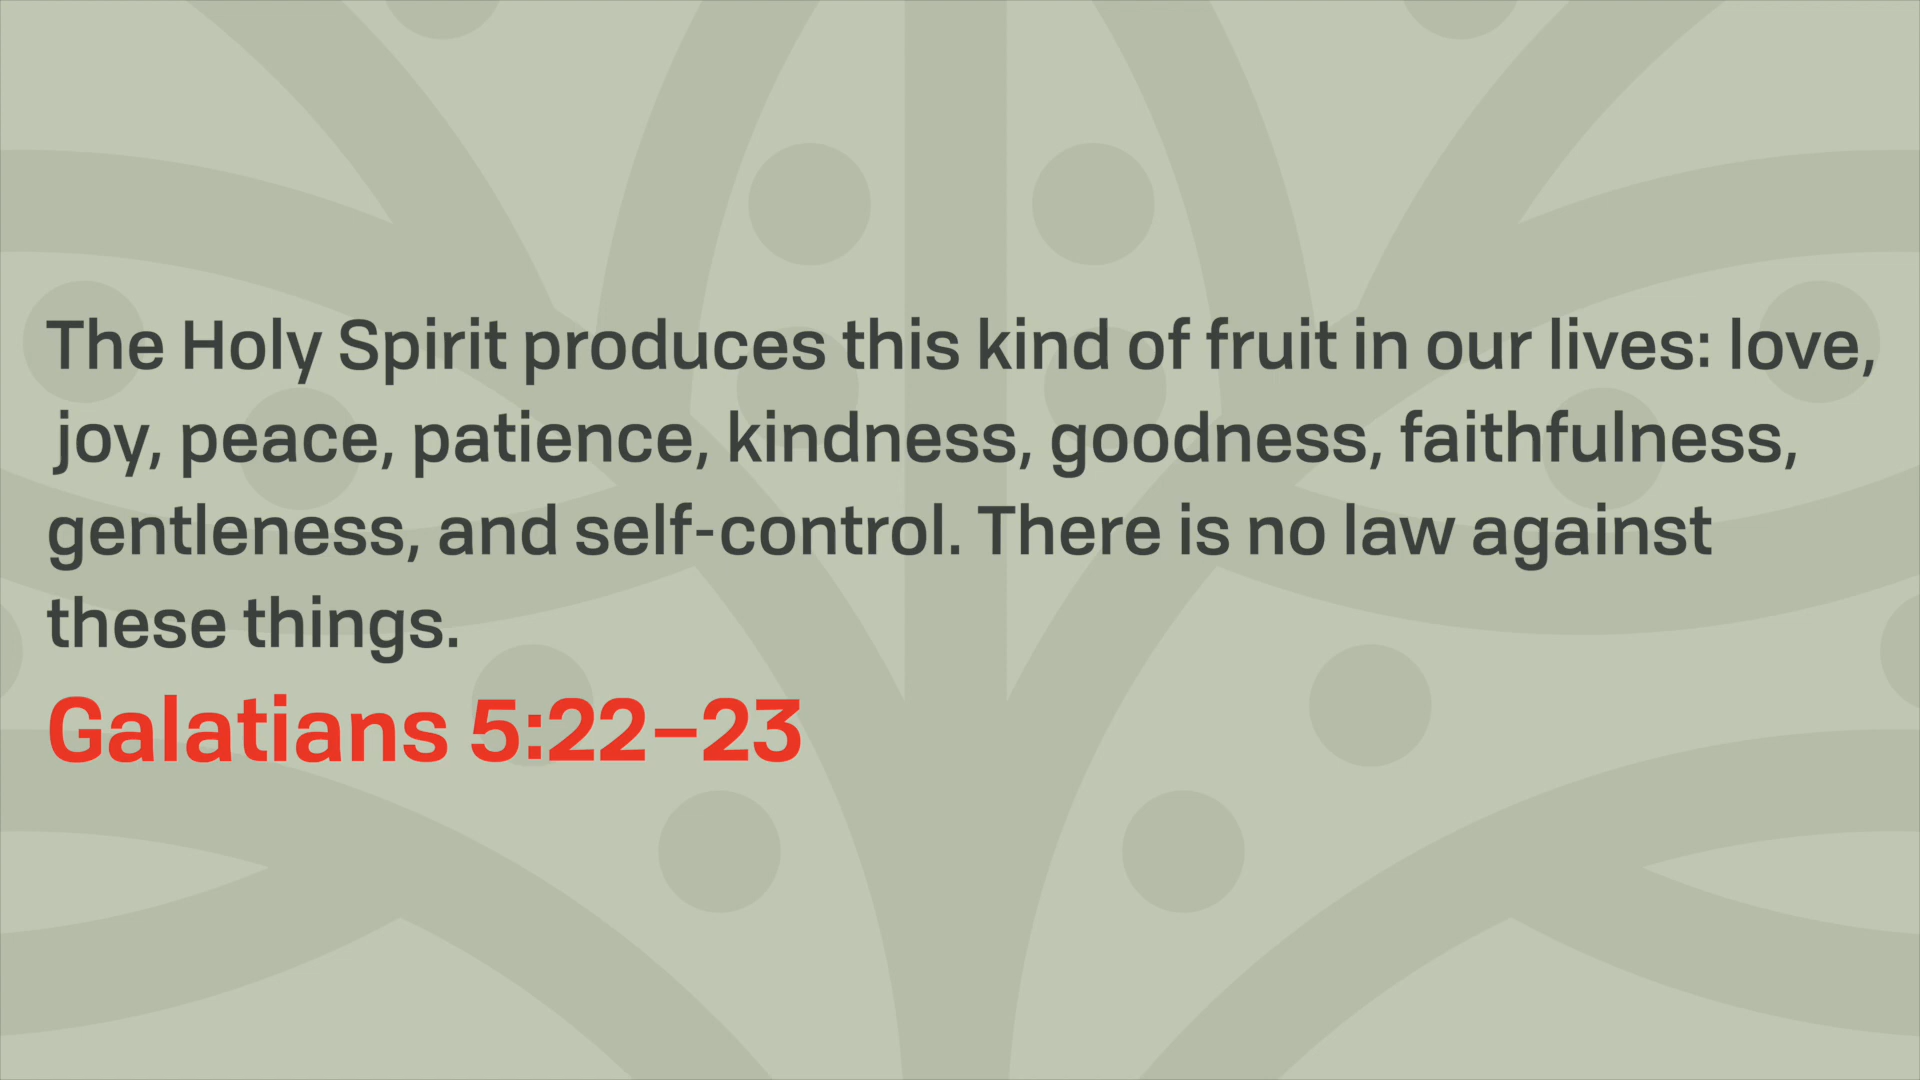 The Holy Spirit produces this kind of fruit in our lives: love,
joy, peace, patience, kindness, goodness, faithfulness,
gentleness, and self-control. There is no law against
these things.
Galatians 5:22–23